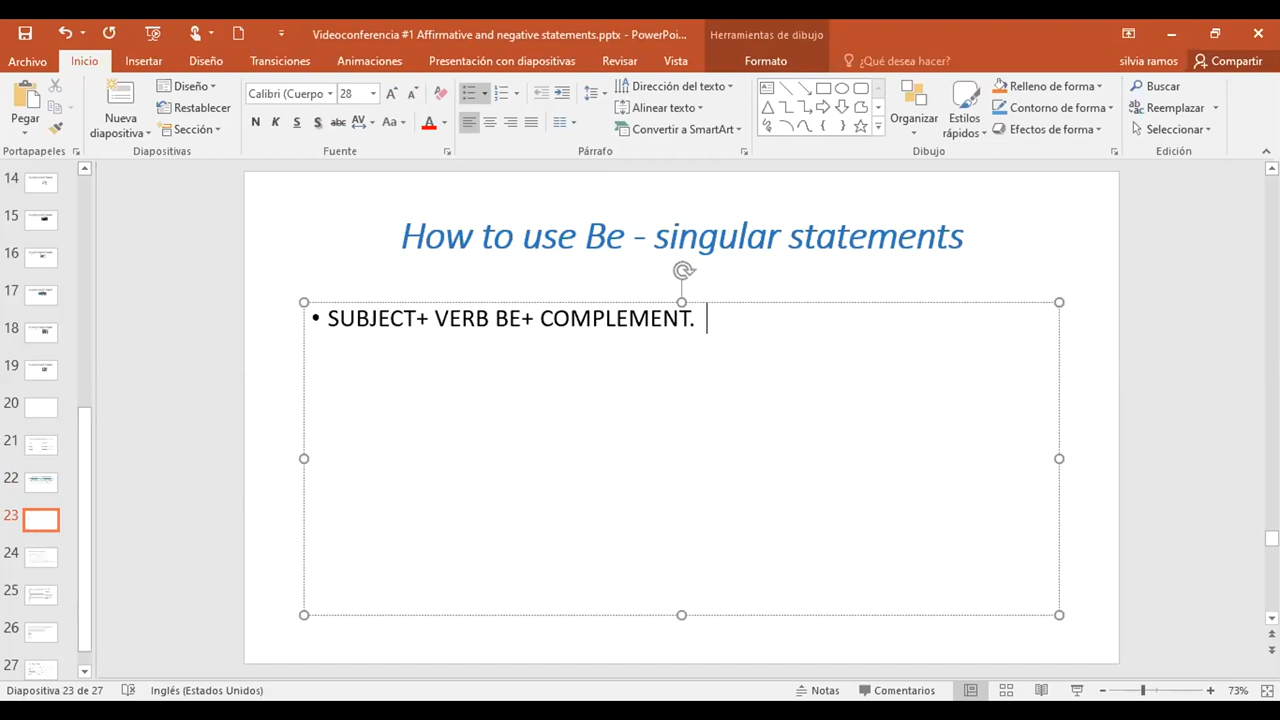 Videoconferencia #1 Affirmative and negative statements.pptx - PowerPoi...
Herramientas de dibujo
Archivo
Inicio
Insertar
Diseño
Transiciones
Animaciones
Presentación con diapositivas
Revisar
Vista
Formato
¿Qué desea hacer?
silvia ramos
Compartir
Pegar
Portapapeles
Nueva
diapositiva
Diseño
Restablecer
Sección
Diapositivas
Calibri (Cuerpo)
28
N K S S abc AV Aa A
Fuente
Dirección del texto
Alinear texto
Convertir a SmartArt
Párrafo
Organizar
Estilos
rápidos
Relleno de forma
Contorno de forma
Efectos de forma
Dibujo
Buscar
Reemplazar
Seleccionar
Edición
14
15
16
17
18
19
20
21
22
23
24
25
26
27
How to use Be - singular statements
• SUBJECT+ VERB BE+ COMPLEMENT.
Diapositiva 23 de 27
Inglés (Estados Unidos)
Notas
Comentarios
73%